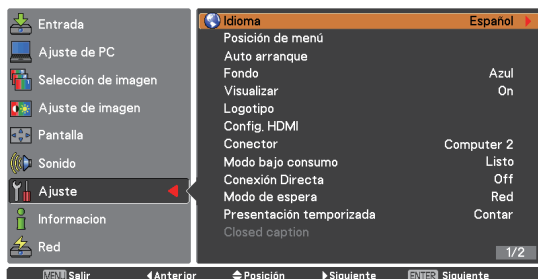 Entrada
Ajuste de PC
Selección de imagen
Ajuste de imagen
Pantalla
Sonido
Ajuste
Informacion
Red
Idioma Español
Posición de menú
Auto arranque
Fondo Azul
Visualizar On
Logotipo
Config. HDMI
Conector Computer 2
Modo bajo consumo Listo
Conexión Directa Off
Modo de espera Red
Presentación temporizada Contar
Closed caption
1/2
MENU Salir Anterior Posición Siguiente ENTER Siguiente